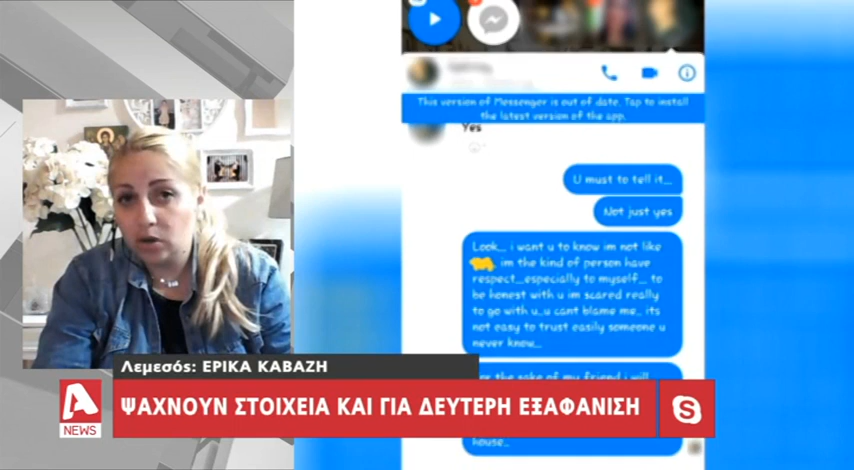 This version of Messenger is out of date. Tap to install
the latest version of the app.
Yes
U must to tell it...
Not just yes
Look... i want u to know im not like
im the kind of person have
respect...especially to myself... to
be honest with u im scared really
to go with u..u cant blame me.. its
not easy to trust easily someone u
never know...
the sake of my friend i will
house..
Λεμεσός: ΕΡΙΚΑ ΚΑΒΑΖΗ
ΨΑΧΝΟΥΝ ΣΤΟΙΧΕΙΑ ΚΑΙ ΓΙΑ ΔΕΥΤΕΡΗ ΕΞΑΦΑΝΙΣΗ
NEWS